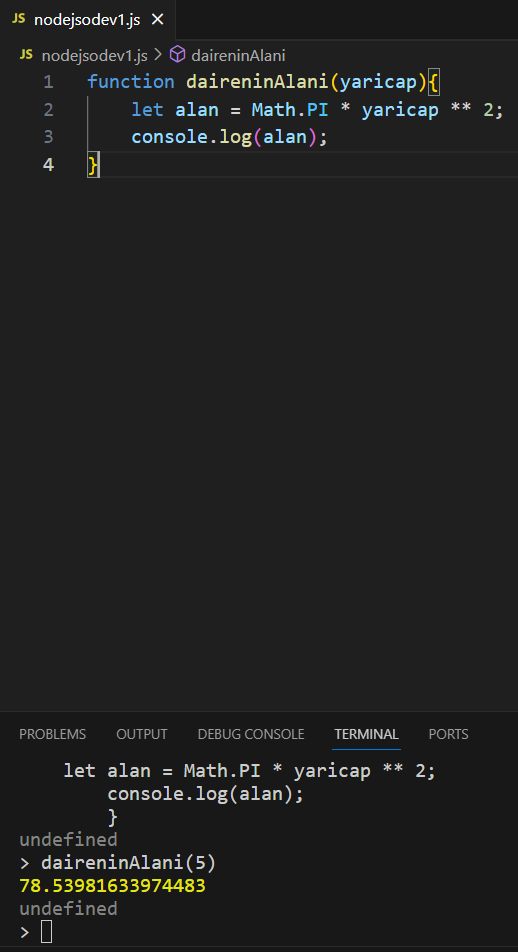 JS nodejsodev1.js ×
JS nodejsodev1.js > daireninAlani
1 function daireninAlani(yaricap){
2 let alan = Math.PI * yaricap ** 2;
3 console.log(alan);
4 }
PROBLEMS OUTPUT DEBUG CONSOLE TERMINAL PORTS
let alan = Math.PI * yaricap ** 2;
console.log(alan);
}
undefined
> daireninAlani(5)
78.53981633974483
undefined
>